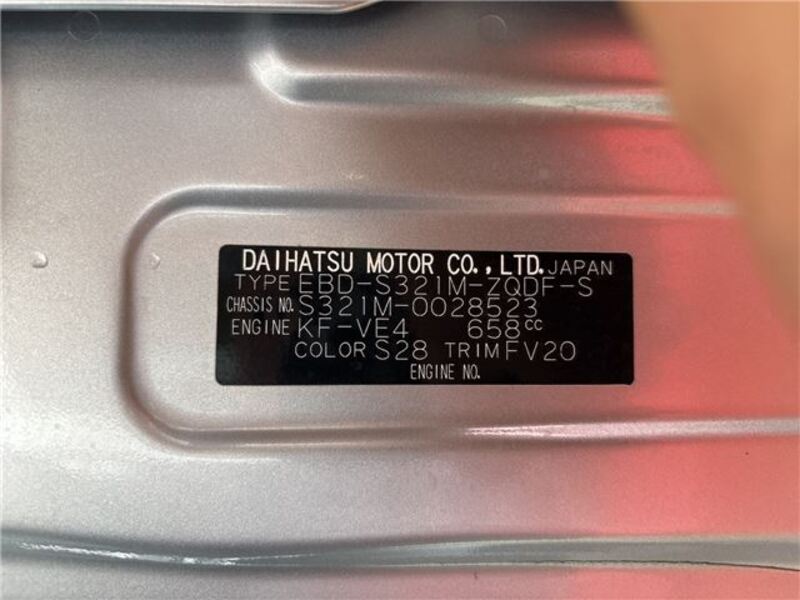 DAIHATSU MOTOR CO.,LTD. JAPAN
TYPE EBD-S321M-ZQDF-S
CHASSIS NO. S321M-0028523
ENGINE KF-VE4 658cc
COLOR S28 TRIM FV20
ENGINE NO.